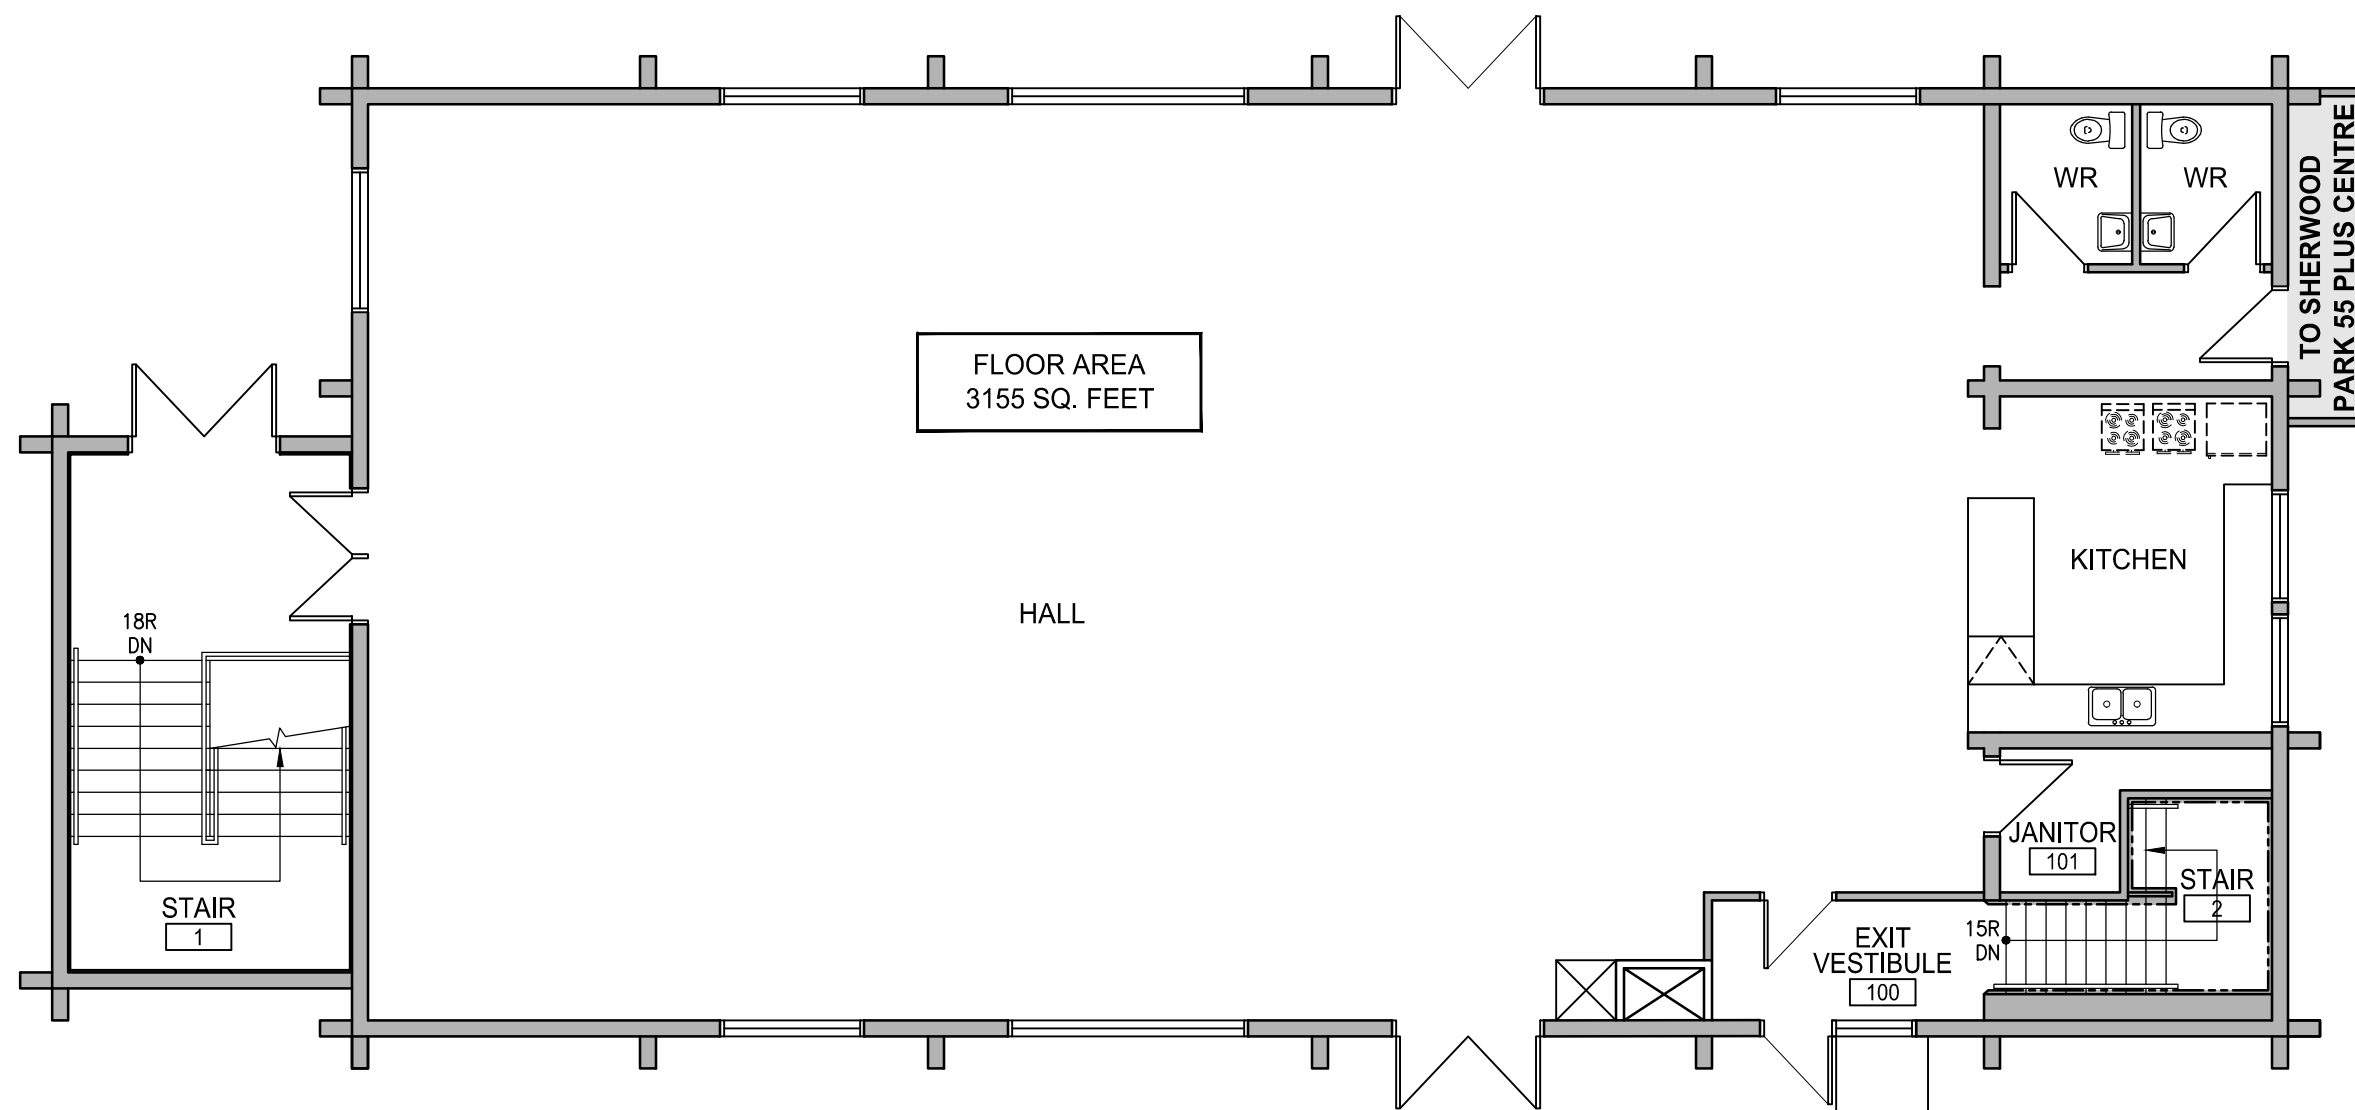 WR
WR
TO SHERWOOD
PARK 55 PLUS CENTRE
FLOOR AREA
3155 SQ. FEET
KITCHEN
HALL
18R
DN
JANITOR
101
STAIR
2
STAIR
1
15R
DN
EXIT
VESTIBULE
100